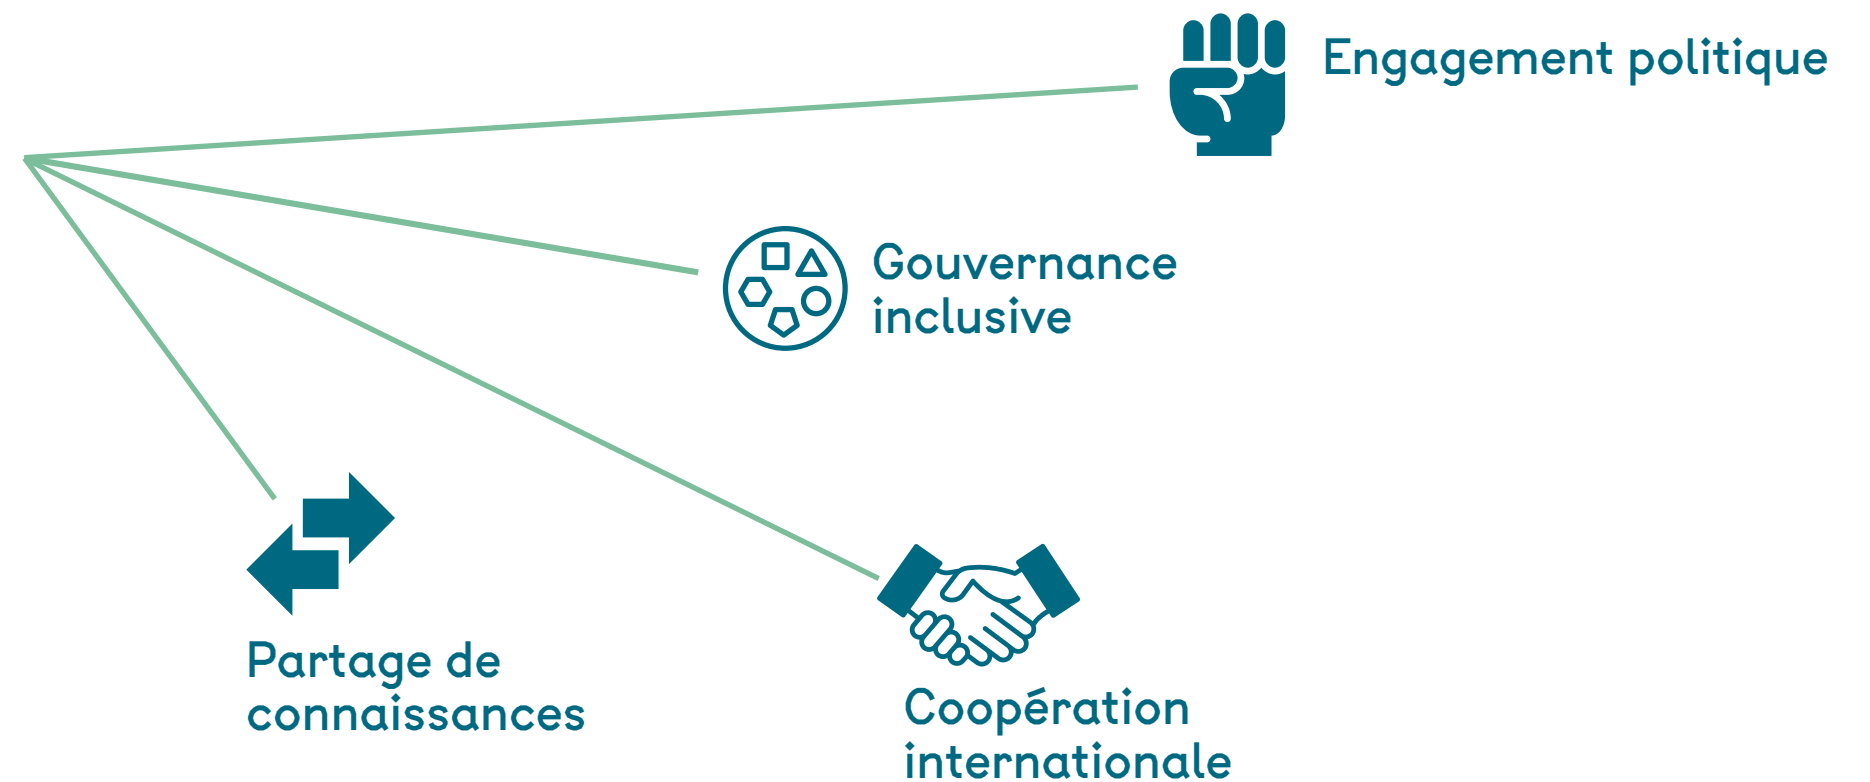 Engagement politique
Gouvernance
inclusive
Partage de
connaissances
Coopération
internationale